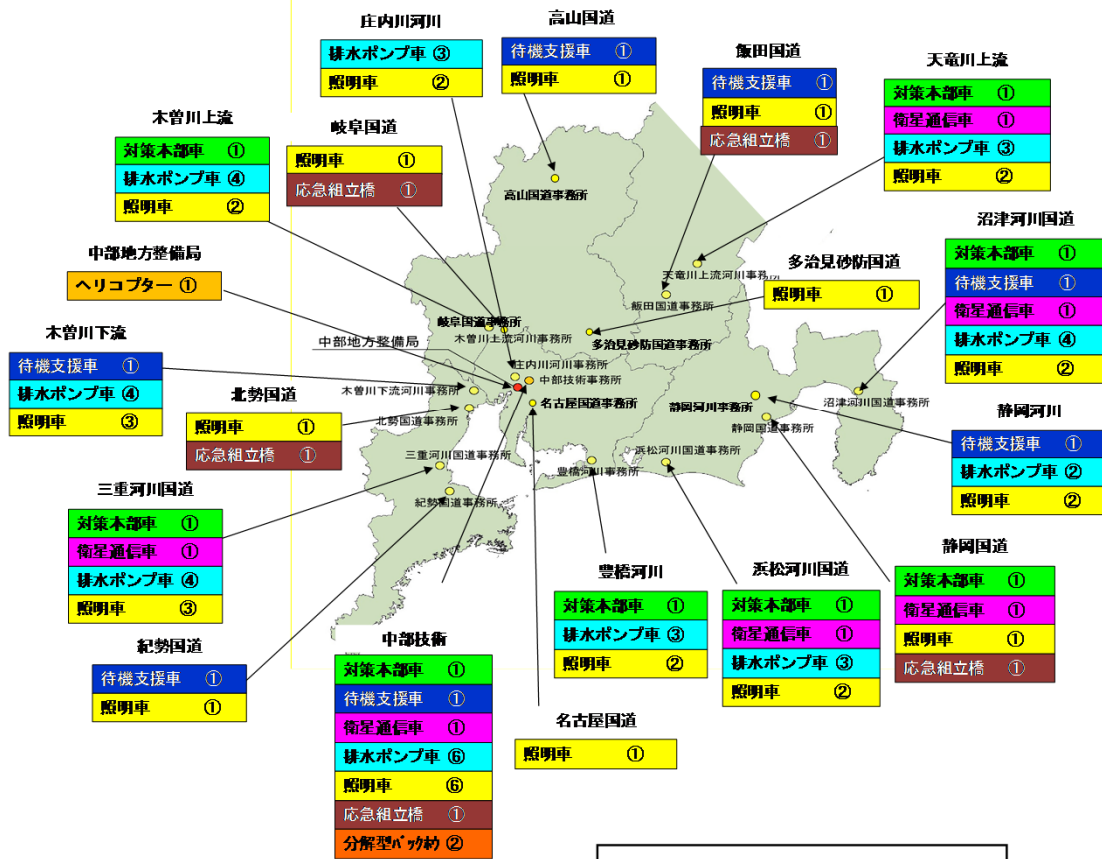 庄内川河川
排水ポンプ車 ③
照明車 ②
高山国道
待機支援車 ①
照明車 ①
飯田国道
待機支援車 ①
照明車 ①
応急組立橋 ①
天竜川上流
対策本部車 ①
衛星通信車 ①
排水ポンプ車 ③
照明車 ②
木曽川上流
対策本部車 ①
排水ポンプ車 ④
照明車 ②
岐阜国道
照明車 ①
応急組立橋 ①
中部地方整備局
ヘリコプター ①
木曽川下流
待機支援車 ①
排水ポンプ車 ④
照明車 ③
北勢国道
照明車 ①
応急組立橋 ①
多治見砂防国道
照明車 ①
沼津河川国道
対策本部車 ①
待機支援車 ①
衛星通信車 ①
排水ポンプ車 ④
照明車 ②
高山国道事務所
天竜川上流河川事務所
飯田国道事務所
岐阜国道事務所
木曽川上流河川事務所
多治見砂防国道事務所
中部地方整備局
庄内川河川事務所
中部技術事務所
木曽川下流河川事務所
名古屋国道事務所
北勢国道事務所
静岡河川事務所
沼津河川国道事務所
静岡国道事務所
三重河川国道事務所
浜松河川国道事務所
豊橋河川事務所
紀勢国道事務所
静岡河川
待機支援車 ①
排水ポンプ車 ②
照明車 ②
三重河川国道
対策本部車 ①
衛星通信車 ①
排水ポンプ車 ④
照明車 ③
静岡国道
対策本部車 ①
衛星通信車 ①
照明車 ①
応急組立橋 ①
豊橋河川
対策本部車 ①
排水ポンプ車 ③
照明車 ②
浜松河川国道
対策本部車 ①
衛星通信車 ①
排水ポンプ車 ③
照明車 ②
紀勢国道
待機支援車 ①
照明車 ①
中部技術
対策本部車 ①
待機支援車 ①
衛星通信車 ①
排水ポンプ車 ⑥
照明車 ⑥
応急組立橋 ①
分解型バックホウ ②
名古屋国道
照明車 ①